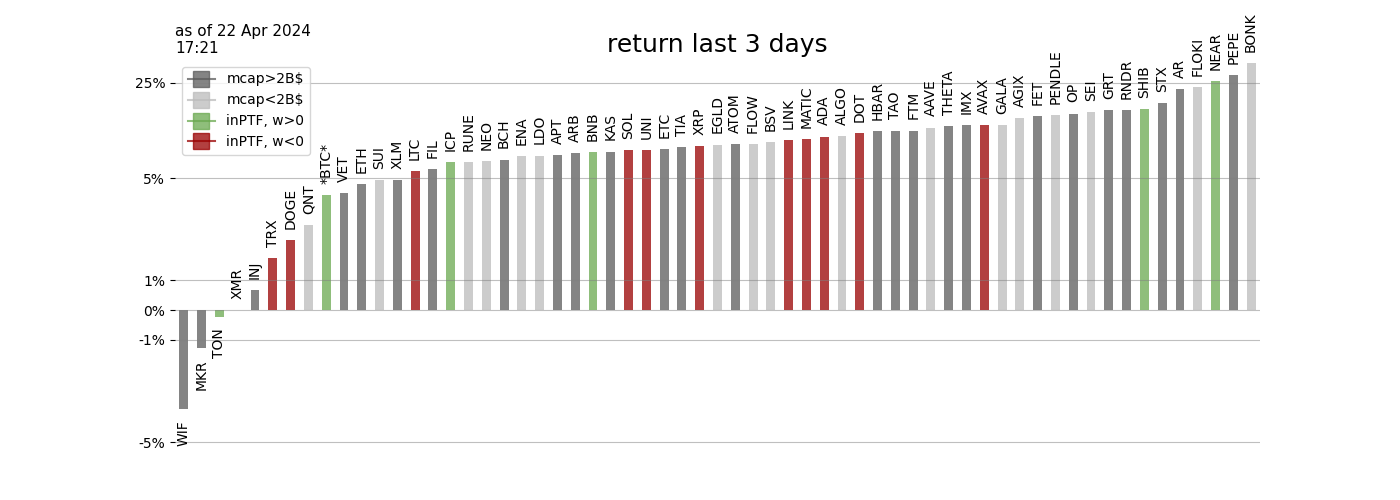 as of 22 Apr 2024
17:21
return last 3 days
mcap>2B$
mcap<2B$
inPTF, w>0
inPTF, w<0
25%
5%
1%
0%
-1%
-5%
WIF
MKR
TON
XMR
INJ
TRX
DOGE
QNT
*BTC*
VET
ETH
SUI
XLM
LTC
FIL
ICP
RUNE
NEO
BCH
ENA
LDO
APT
ARB
BNB
KAS
SOL
UNI
ETC
TIA
XRP
EGLD
ATOM
FLOW
BSV
LINK
MATIC
ADA
ALGO
DOT
HBAR
TAO
FTM
AAVE
THETA
IMX
AVAX
GALA
AGIX
FET
PENDLE
OP
SEI
GRT
RNDR
SHIB
STX
AR
FLOKI
NEAR
PEPE
BONK